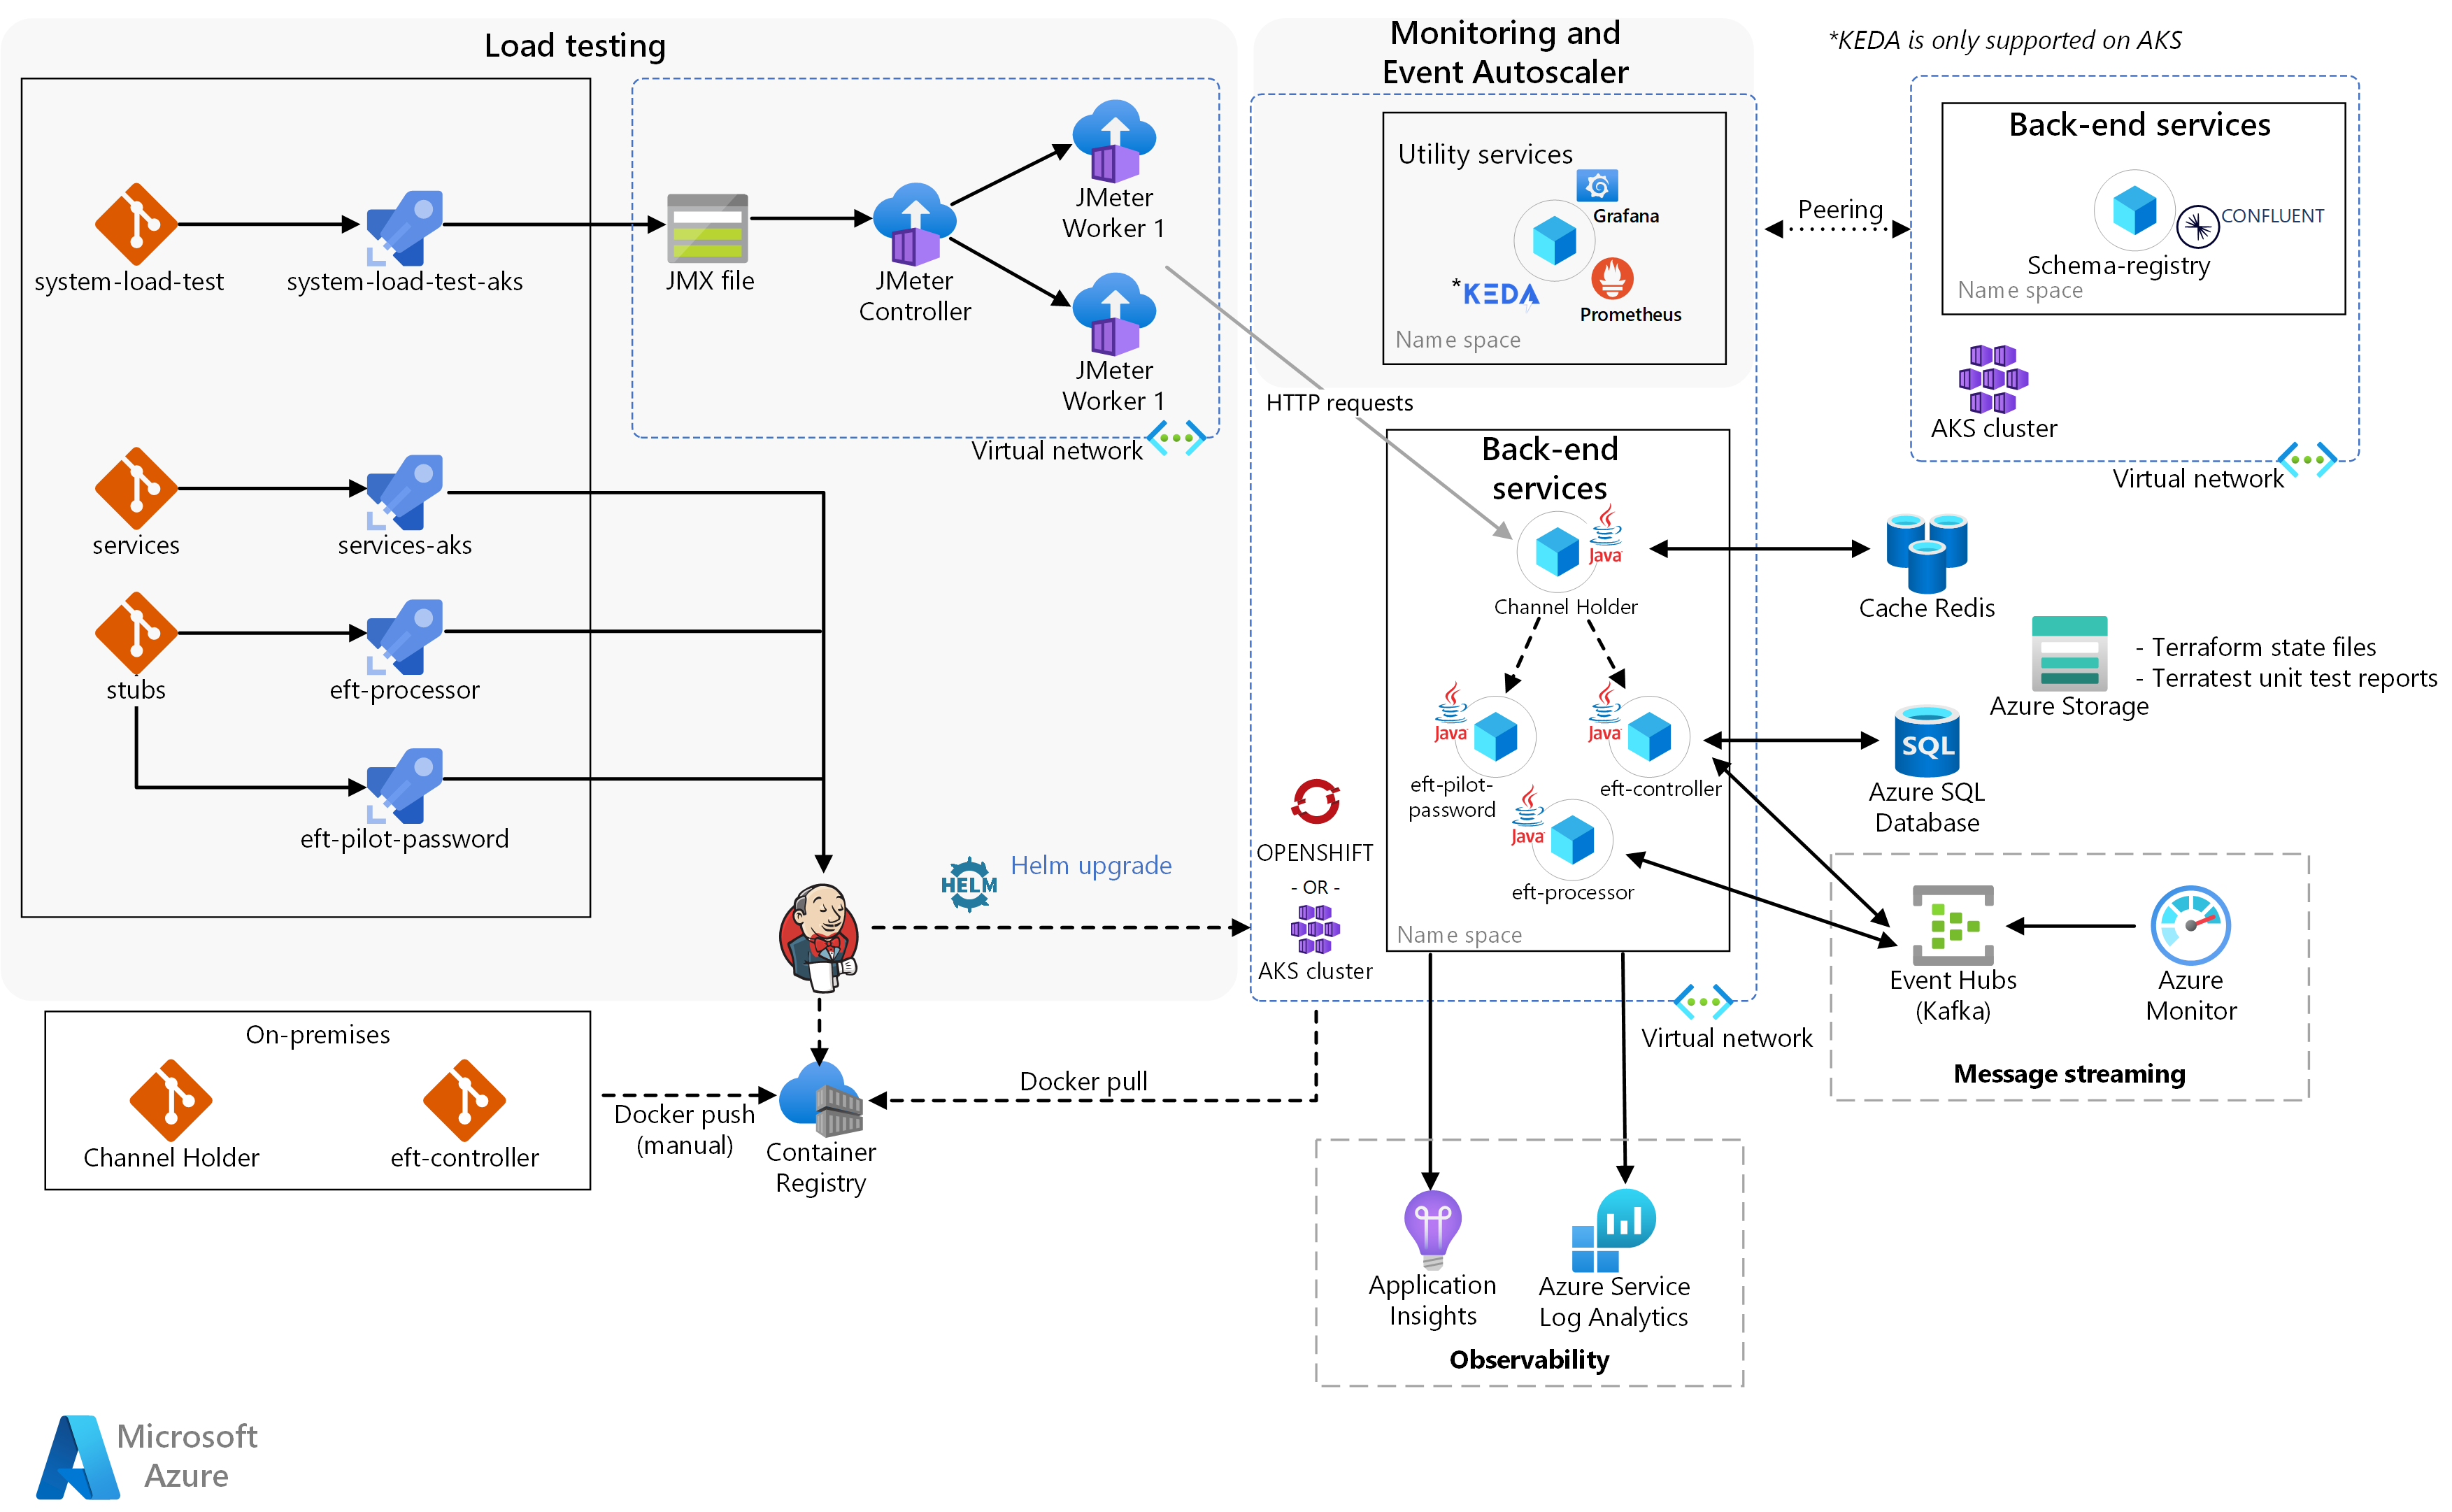 Load testing
system-load-test
system-load-test-aks
JMX file
JMeter
Controller
JMeter
Worker 1
JMeter
Worker 1
Virtual network
services
services-aks
stubs
eft-processor
eft-pilot-password
HELM
Helm upgrade
On-premises
Channel Holder
eft-controller
Docker push
(manual)
Container
Registry
Docker pull
Monitoring and
Event Autoscaler
Utility services
Grafana
*KEDA
Prometheus
Name space
HTTP requests
Back-end
services
Java
Channel Holder
Java
eft-pilot-
password
Java
eft-controller
Java
eft-processor
Name space
OPENSHIFT
- OR -
AKS cluster
Virtual network
*KEDA is only supported on AKS
Peering
Back-end services
CONFLUENT
Schema-registry
Name space
AKS cluster
Virtual network
Cache Redis
- Terraform state files
- Terratest unit test reports
Azure Storage
SQL
Azure SQL
Database
Event Hubs
(Kafka)
Azure
Monitor
Message streaming
Application
Insights
Azure Service
Log Analytics
Observability
Microsoft
Azure